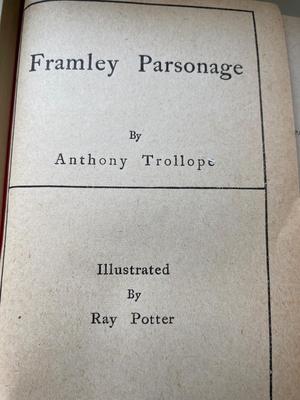 Framley Parsonage
By
Anthony Trollope
Illustrated
By
Ray Potter